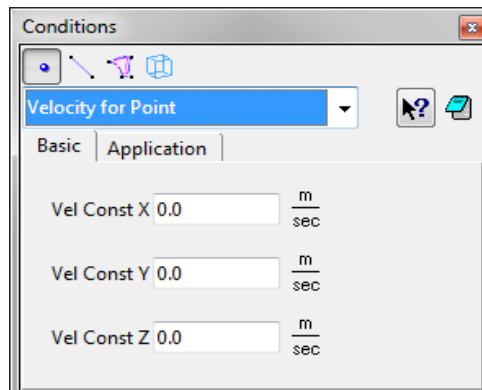 Conditions
Velocity for Point
?
Basic Application
Vel Const X 0.0 m
sec
Vel Const Y 0.0 m
sec
Vel Const Z 0.0 m
sec